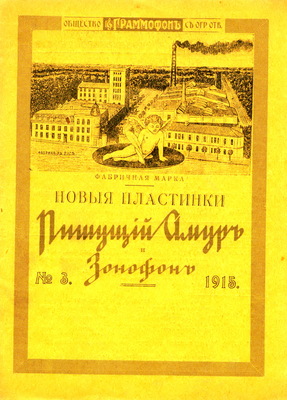 ОБЩЕСТВО ГРАММОФОНЪ СЪ ОГР. ОТВ.
ФАБРИЧНАЯ МАРКА
НОВЫЯ ПЛАСТИНКИ
Пишущій Амуръ
и
Зонофонъ
№ 3. 1915.